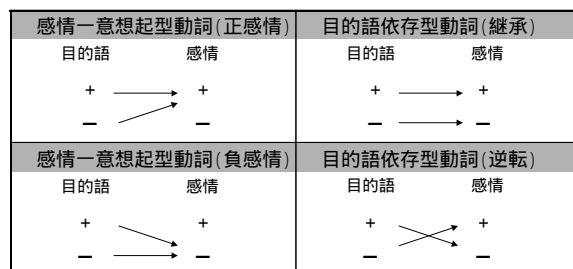 感情一意想起型動詞(正感情)
目的語 感情
+ +
− −
目的語依存型動詞(継承)
目的語 感情
+ +
− −
感情一意想起型動詞(負感情)
目的語 感情
+ +
− −
目的語依存型動詞(逆転)
目的語 感情
+ +
− −